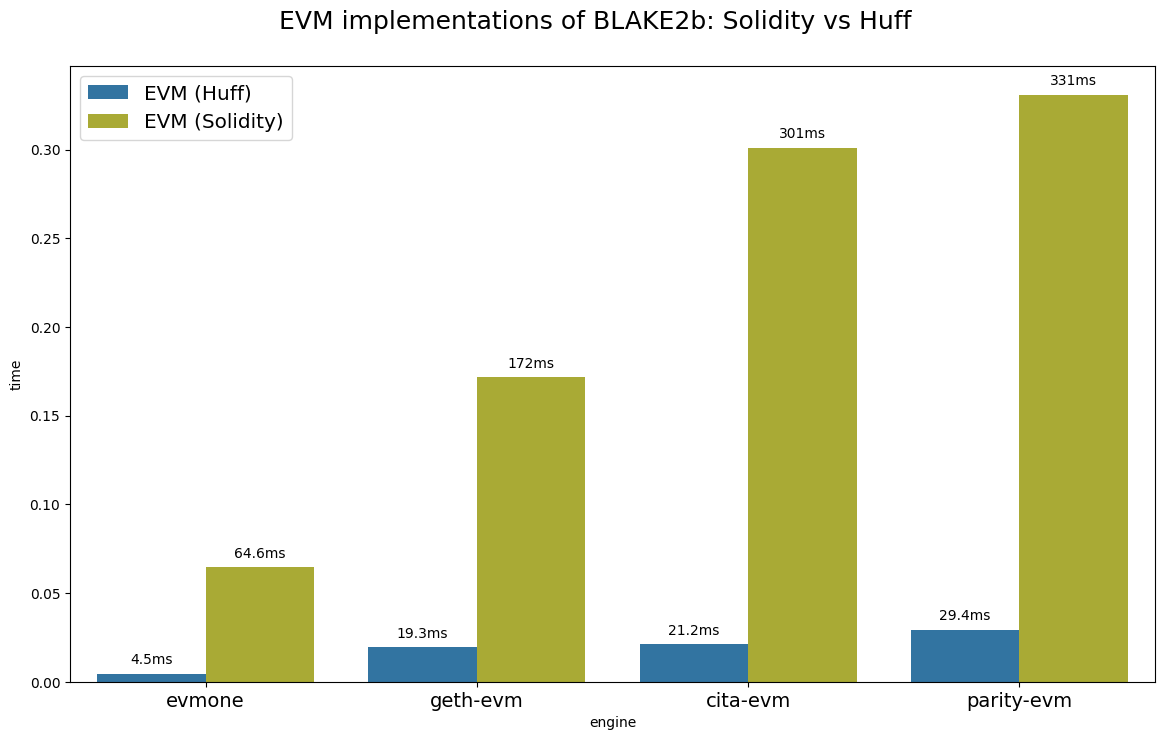 EVM implementations of BLAKE2b: Solidity vs Huff
EVM (Huff)
EVM (Solidity)
331ms
301ms
172ms
64.6ms
29.4ms
21.2ms
19.3ms
4.5ms
0.30
0.25
0.20
0.15
0.10
0.05
0.00
time
evmone
geth-evm
cita-evm
parity-evm
engine